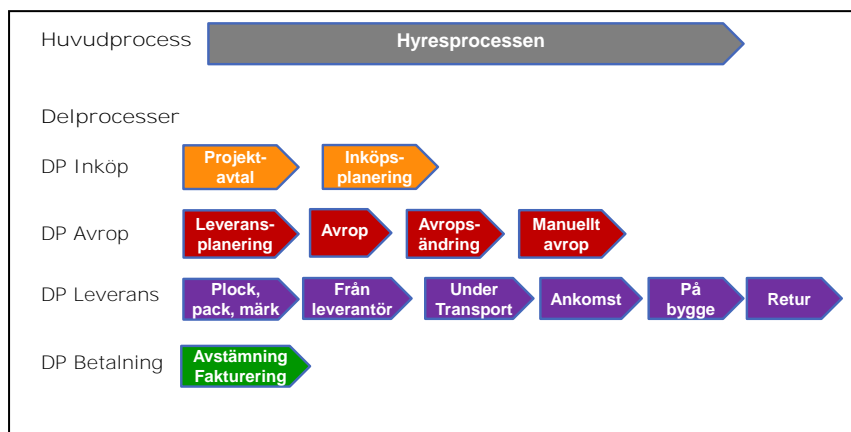 Huvudprocess
Hyresprocessen
Delprocesser
DP Inköp
Projekt-
avtal
Inköps-
planering
DP Avrop
Leverans-
planering
Avrop
Avrops-
ändring
Manuellt
avrop
DP Leverans
Plock,
pack, märk
Från
leverantör
Under
Transport
Ankomst
På
bygge
Retur
DP Betalning
Avstämning
Fakturering